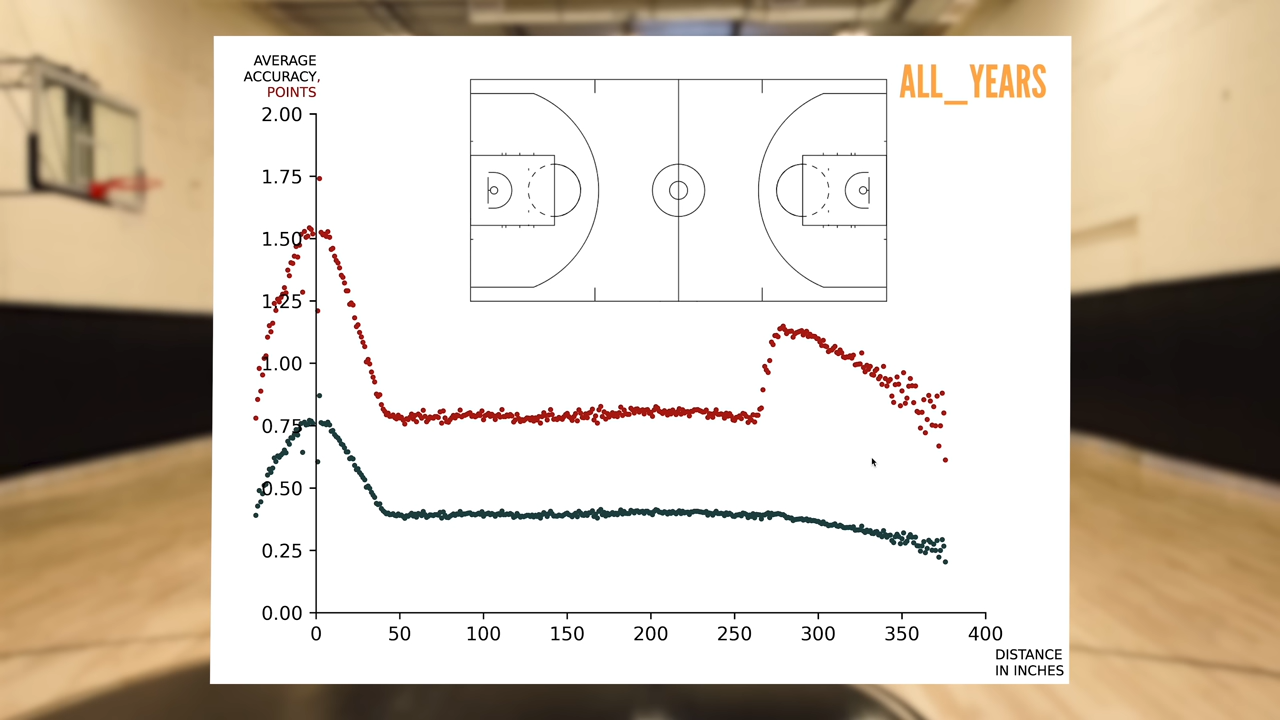 AVERAGE
ACCURACY,
POINTS
ALL_YEARS
2.00
1.75
1.50
1.25
1.00
0.75
0.50
0.25
0.00
0 50 100 150 200 250 300 350 400
DISTANCE
IN INCHES